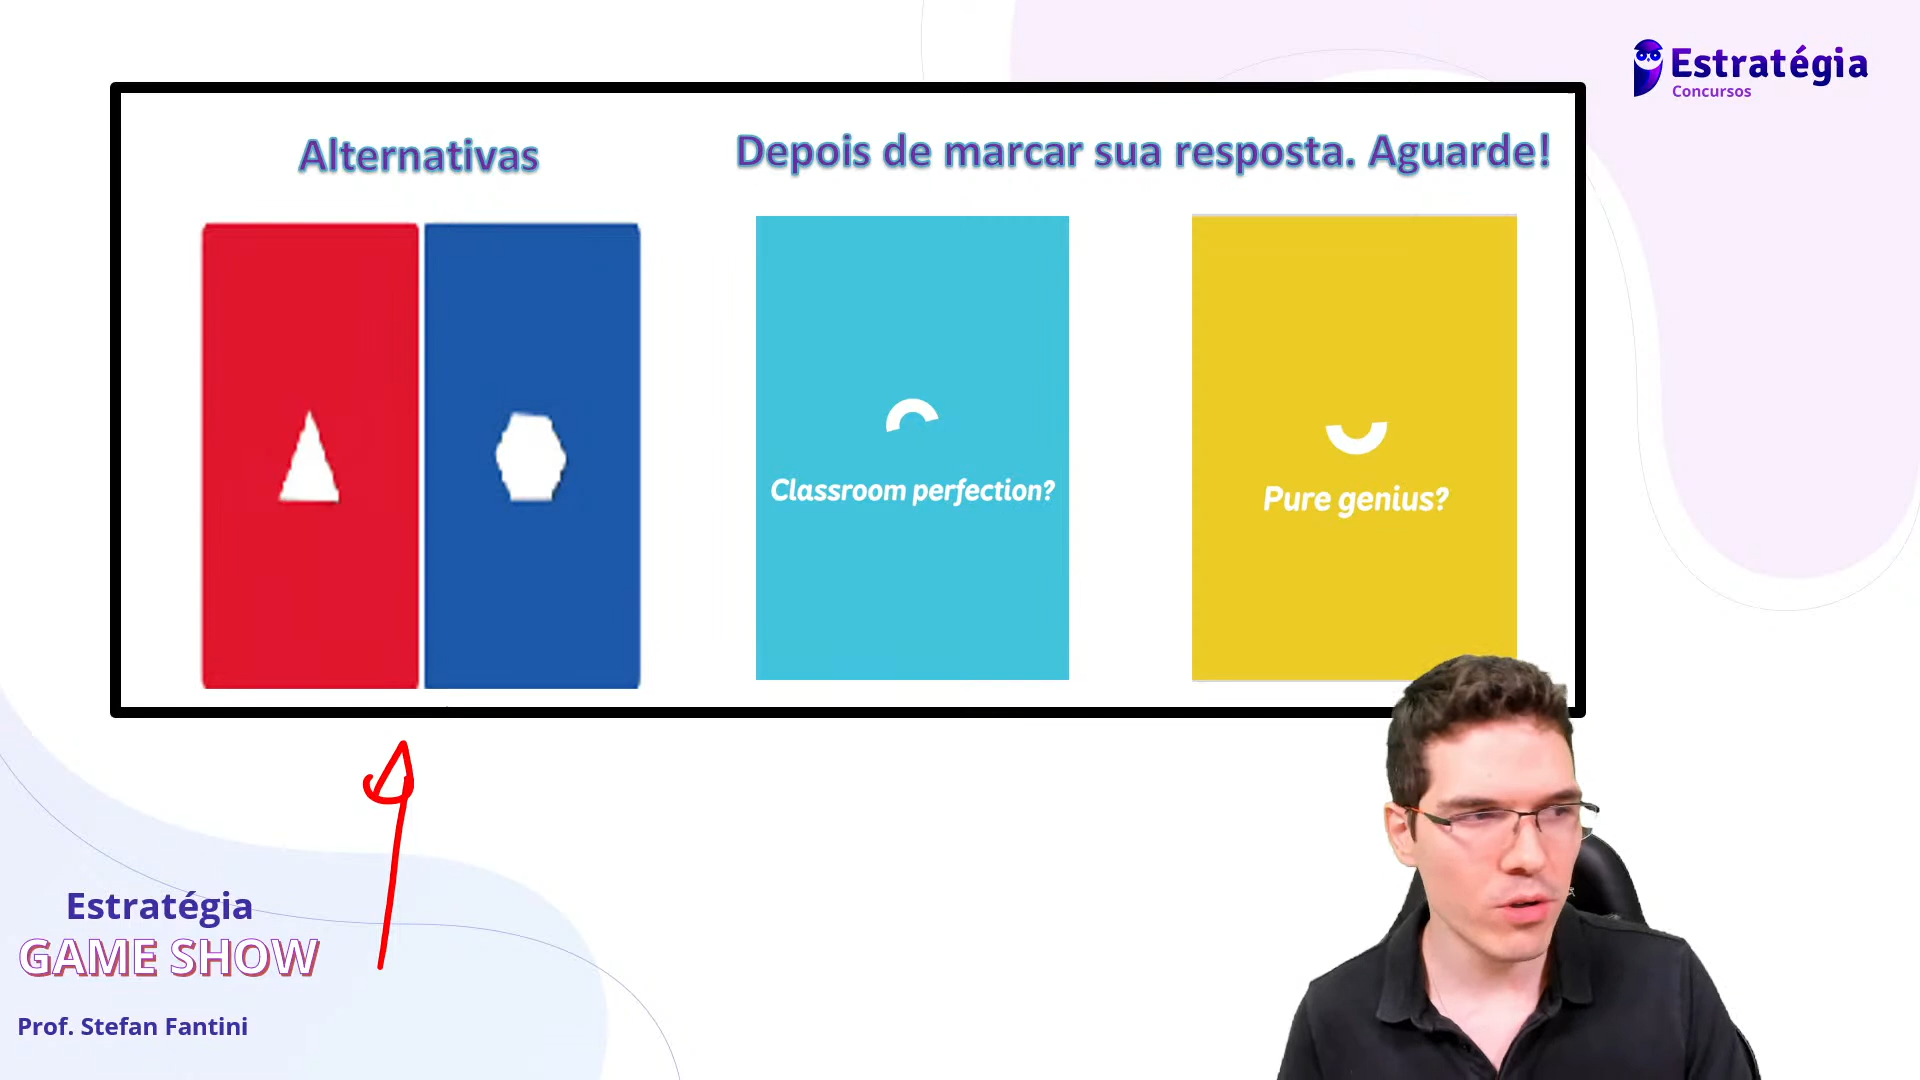 Estratégia
Concursos
Alternativas
Depois de marcar sua resposta. Aguarde!
Classroom perfection?
Pure genius?
Estratégia
GAME SHOW
Prof. Stefan Fantini